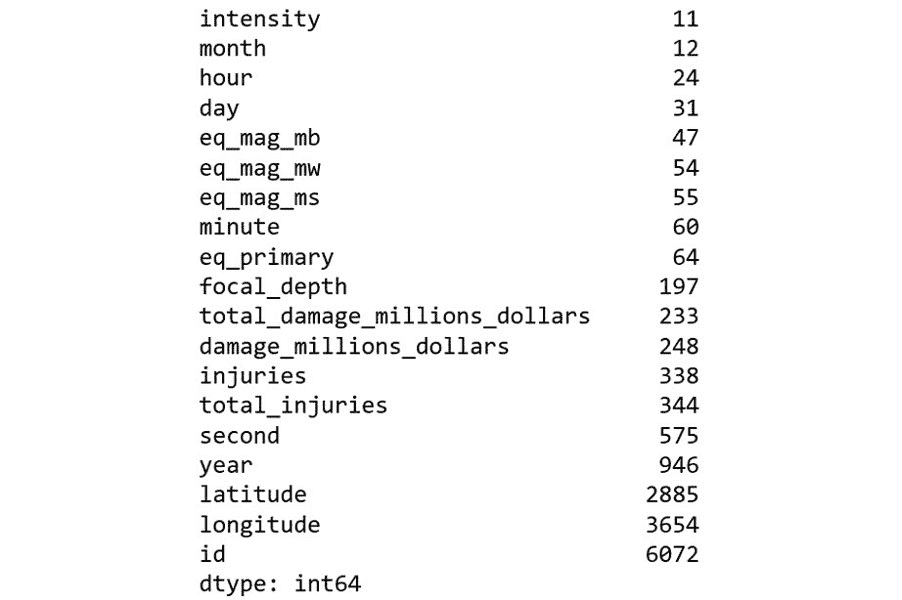 intensity 11
month 12
hour 24
day 31
eq_mag_mb 47
eq_mag_mw 54
eq_mag_ms 55
minute 60
eq_primary 64
focal_depth 197
total_damage_millions_dollars 233
damage_millions_dollars 248
injuries 338
total_injuries 344
second 575
year 946
latitude 2885
longitude 3654
id 6072
dtype: int64